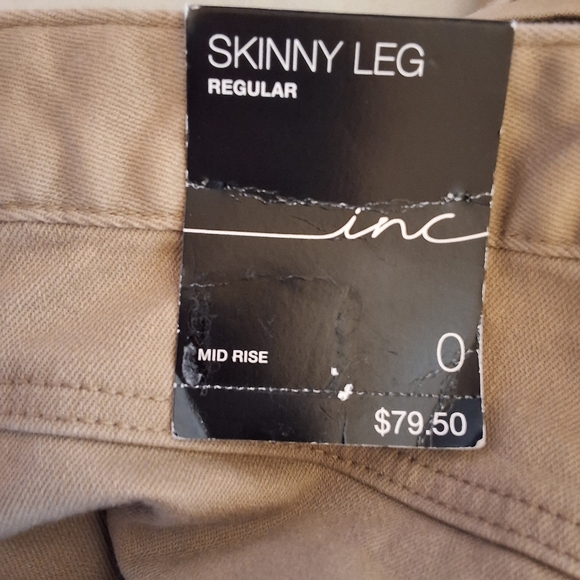 SKINNY LEG
REGULAR
inc
MID RISE 0
$79.50